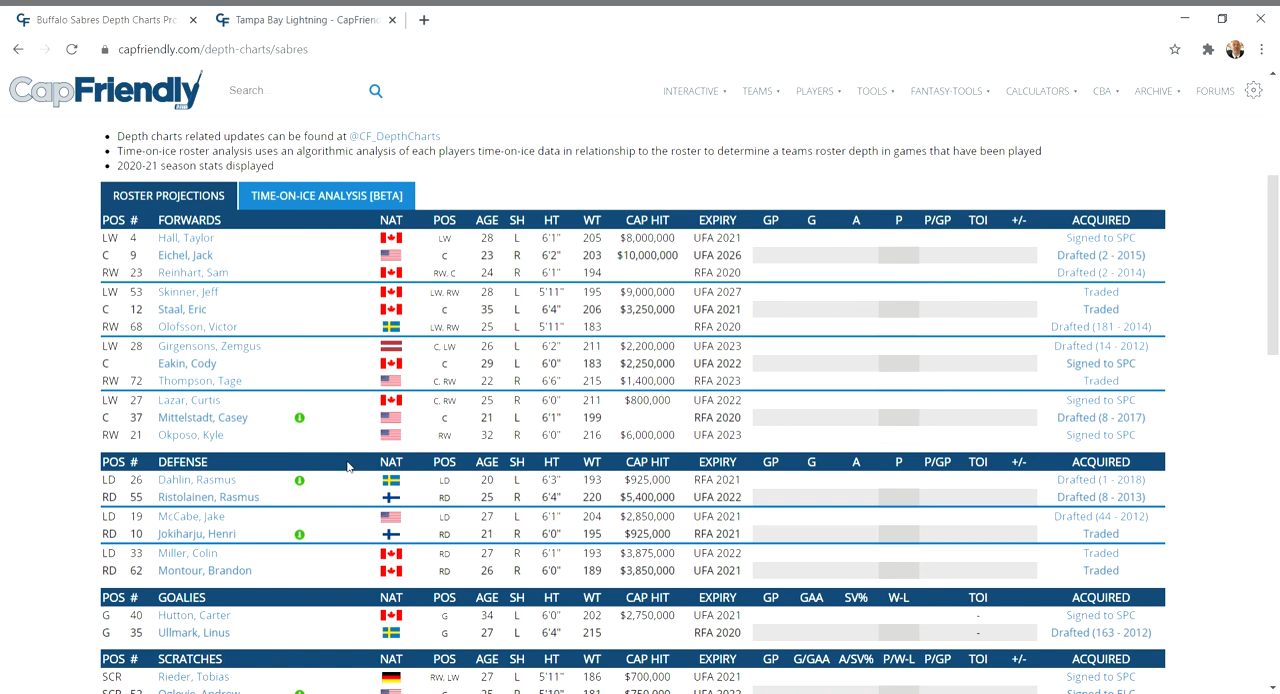 Buffalo Sabres Depth Charts Pro
Tampa Bay Lightning - CapFrienc
capfriendly.com/depth-charts/sabres
CapFriendly
Search...
INTERACTIVE TEAMS PLAYERS TOOLS FANTASY-TOOLS CALCULATORS CBA ARCHIVE FORUMS
• Depth charts related updates can be found at @CF_DepthCharts
• Time-on-ice roster analysis uses an algorithmic analysis of each players time-on-ice data in relationship to the roster to determine a teams roster depth in games that have been played
• 2020-21 season stats displayed
ROSTER PROJECTIONS TIME-ON-ICE ANALYSIS [BETA]
POS # FORWARDS NAT POS AGE SH HT WT CAP HIT EXPIRY GP G A P P/GP TOI +/- ACQUIRED
LW 4 Hall, Taylor LW 28 L 6'1" 205 $8,000,000 UFA 2021 Signed to SPC
C 9 Eichel, Jack C 23 R 6'2" 203 $10,000,000 UFA 2026 Drafted (2 - 2015)
RW 23 Reinhart, Sam RW, C 24 R 6'1" 194 RFA 2020 Drafted (2 - 2014)
LW 53 Skinner, Jeff LW, RW 28 L 5'11" 195 $9,000,000 UFA 2027 Traded
C 12 Staal, Eric C 35 L 6'4" 206 $3,250,000 UFA 2021 Traded
RW 68 Olofsson, Victor LW, RW 25 L 5'11" 183 RFA 2020 Drafted (181 - 2014)
LW 28 Girgensons, Zemgus C, LW 26 L 6'2" 211 $2,200,000 UFA 2023 Drafted (14 - 2012)
C Eakin, Cody C 29 L 6'0" 183 $2,250,000 UFA 2022 Signed to SPC
RW 72 Thompson, Tage C, RW 22 R 6'6" 215 $1,400,000 RFA 2023 Traded
LW 27 Lazar, Curtis C, RW 25 R 6'0" 211 $800,000 UFA 2022 Signed to SPC
C 37 Mittelstadt, Casey C 21 L 6'1" 199 RFA 2020 Drafted (8 - 2017)
RW 21 Okposo, Kyle RW 32 R 6'0" 216 $6,000,000 UFA 2023 Signed to SPC
POS # DEFENSE NAT POS AGE SH HT WT CAP HIT EXPIRY GP G A P P/GP TOI +/- ACQUIRED
LD 26 Dahlin, Rasmus LD 20 L 6'3" 193 $925,000 RFA 2021 Drafted (1 - 2018)
RD 55 Ristolainen, Rasmus RD 25 R 6'4" 220 $5,400,000 UFA 2022 Drafted (8 - 2013)
LD 19 McCabe, Jake LD 27 L 6'1" 204 $2,850,000 UFA 2021 Drafted (44 - 2012)
RD 10 Jokiharju, Henri RD 21 R 6'0" 195 $925,000 RFA 2021 Traded
LD 33 Miller, Colin RD 27 R 6'1" 193 $3,875,000 UFA 2022 Traded
RD 62 Montour, Brandon RD 26 R 6'0" 189 $3,850,000 UFA 2021 Traded
POS # GOALIES NAT POS AGE SH HT WT CAP HIT EXPIRY GP GAA SV% W-L TOI ACQUIRED
G 40 Hutton, Carter G 34 L 6'0" 202 $2,750,000 UFA 2021 - Signed to SPC
G 35 Ullmark, Linus G 27 L 6'4" 215 RFA 2020 - Drafted (163 - 2012)
POS # SCRATCHES NAT POS AGE SH HT WT CAP HIT EXPIRY GP G/GAA A/SV% P/W-L P/GP TOI +/- ACQUIRED
SCR Rieder, Tobias RW, LW 27 L 5'11" 186 $700,000 UFA 2021 Signed to SPC